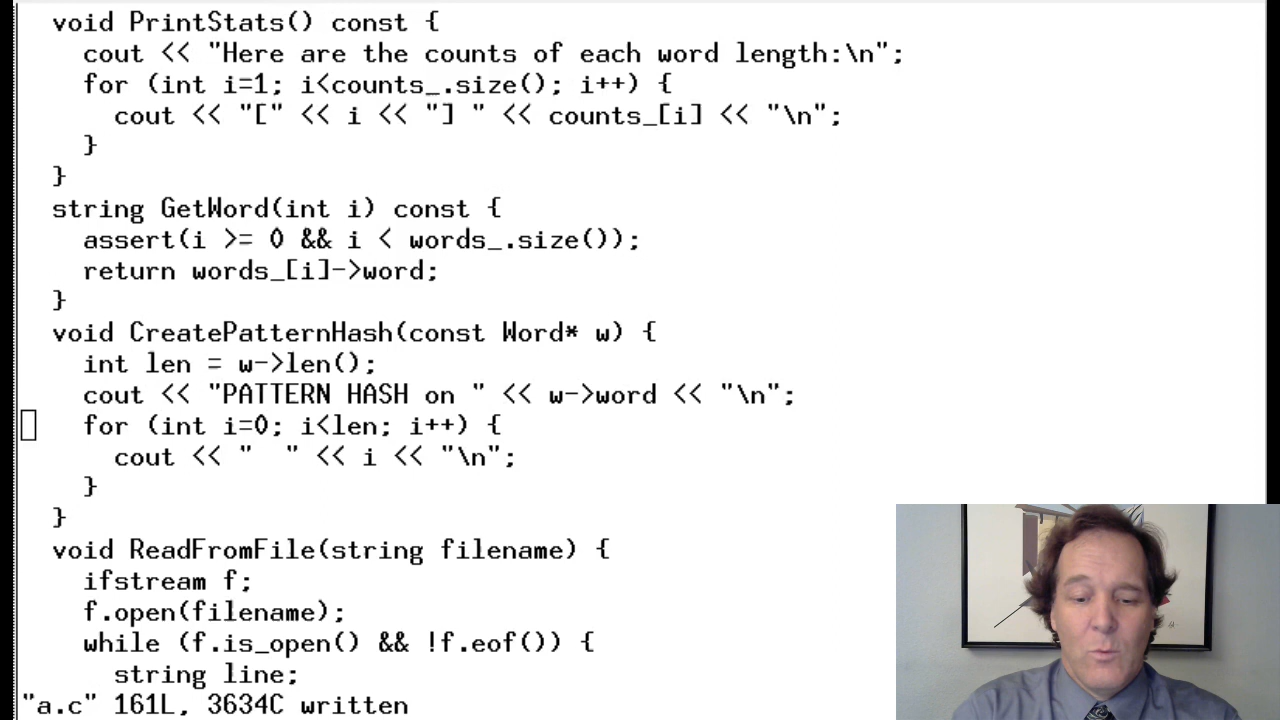 void PrintStats() const {
cout << "Here are the counts of each word length:\n";
for (int i=1; i<counts_.size(); i++) {
cout << "[" << i << "] " << counts_[i] << "\n";
}
}
string GetWord(int i) const {
assert(i >= 0 && i < words_.size());
return words_[i]->word;
}
void CreatePatternHash(const Word* w) {
int len = w->len();
cout << "PATTERN HASH on " << w->word << "\n";
for (int i=0; i<len; i++) {
cout << "  " << i << "\n";
}
}
void ReadFromFile(string filename) {
ifstream f;
f.open(filename);
while (f.is_open() && !f.eof()) {
string line;
"a.c" 161L, 3634C written